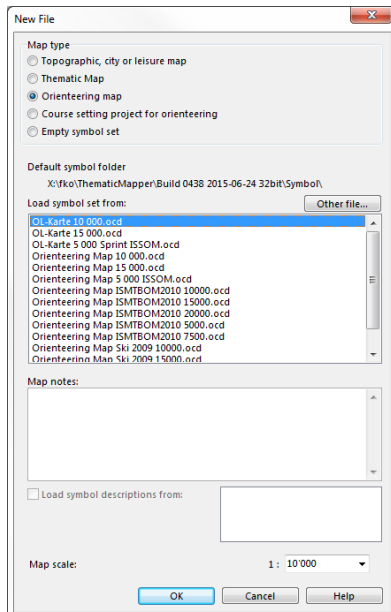 New File
Map type
Topographic, city or leisure map
Thematic Map
Orienteering map
Course setting project for orienteering
Empty symbol set
Default symbol folder
X:\fko\ThematicMapper\Build 0438 2015-06-24 32bit\Symbol\
Load symbol set from:
Other file...
OL-Karte 10 000.ocd
OL-Karte 15 000.ocd
OL-Karte 5 000 Sprint ISSOM.ocd
Orienteering Map 10 000.ocd
Orienteering Map 15 000.ocd
Orienteering Map 5 000 ISSOM.ocd
Orienteering Map ISMTBOM2010 10000.ocd
Orienteering Map ISMTBOM2010 15000.ocd
Orienteering Map ISMTBOM2010 20000.ocd
Orienteering Map ISMTBOM2010 5000.ocd
Orienteering Map ISMTBOM2010 7500.ocd
Orienteering Map Ski 2009 10000.ocd
Orienteering Map Ski 2009 15000.ocd
Map notes:
Load symbol descriptions from:
Map scale:
1 : 10'000
OK
Cancel
Help